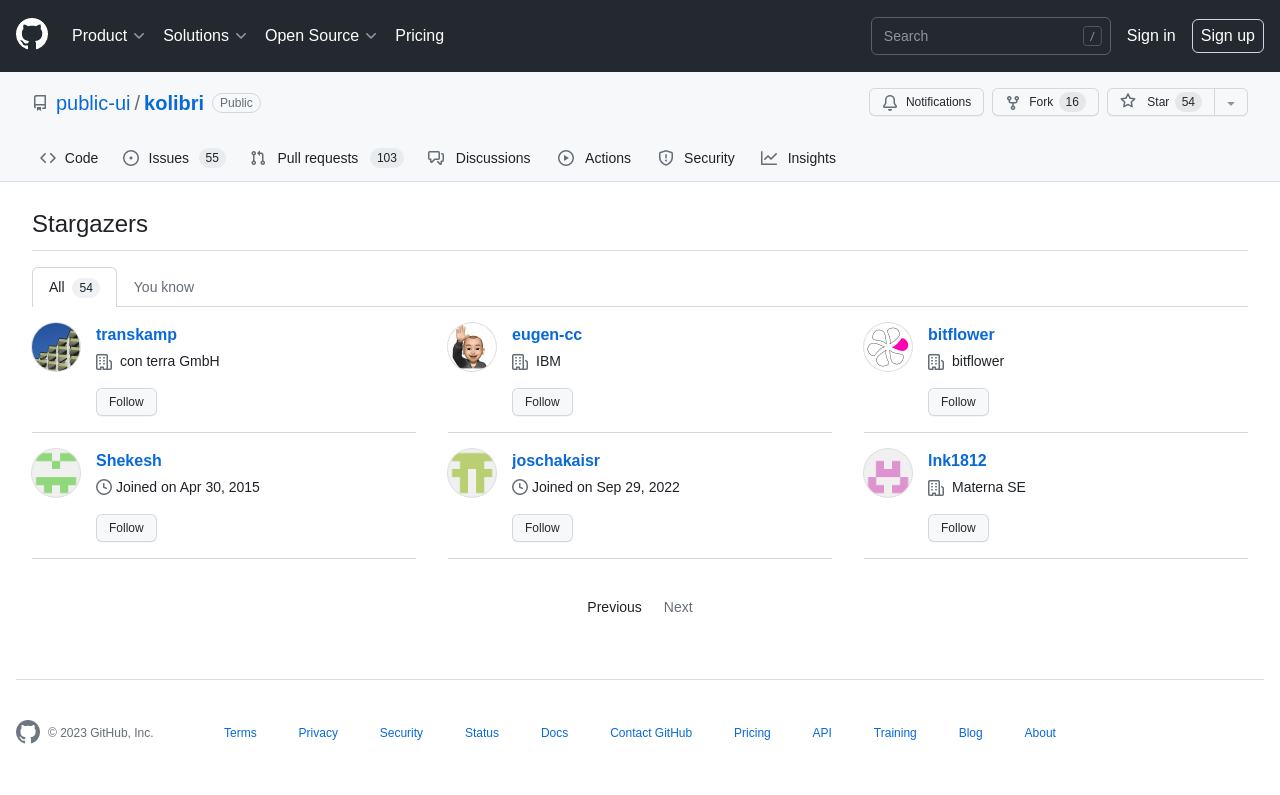 Product Solutions Open Source Pricing Search / Sign in Sign up
public-ui / kolibri Public Notifications Fork 16 Star 54
Code Issues 55 Pull requests 103 Discussions Actions Security Insights
Stargazers
All 54 You know
transkamp eugen-cc bitflower
con terra GmbH IBM bitflower
Follow Follow Follow
Shekesh joschakaisr lnk1812
Joined on Apr 30, 2015 Joined on Sep 29, 2022 Materna SE
Follow Follow Follow
Previous Next
© 2023 GitHub, Inc. Terms Privacy Security Status Docs Contact GitHub Pricing API Training Blog About